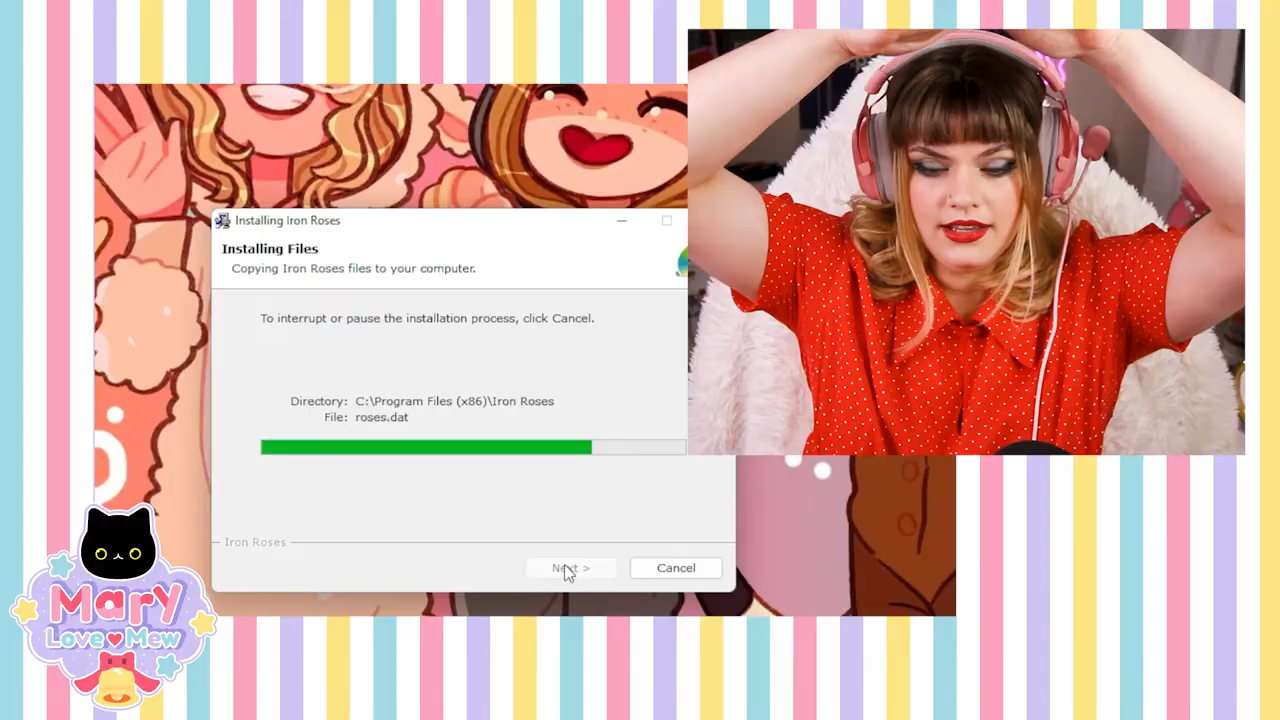 Installing Iron Roses
Installing Files
Copying Iron Roses files to your computer.
To interrupt or pause the installation process, click Cancel.
Directory: C:\Program Files (x86)\Iron Roses
File: roses.dat
Iron Roses
Next >
Cancel
Mary
Love Mew